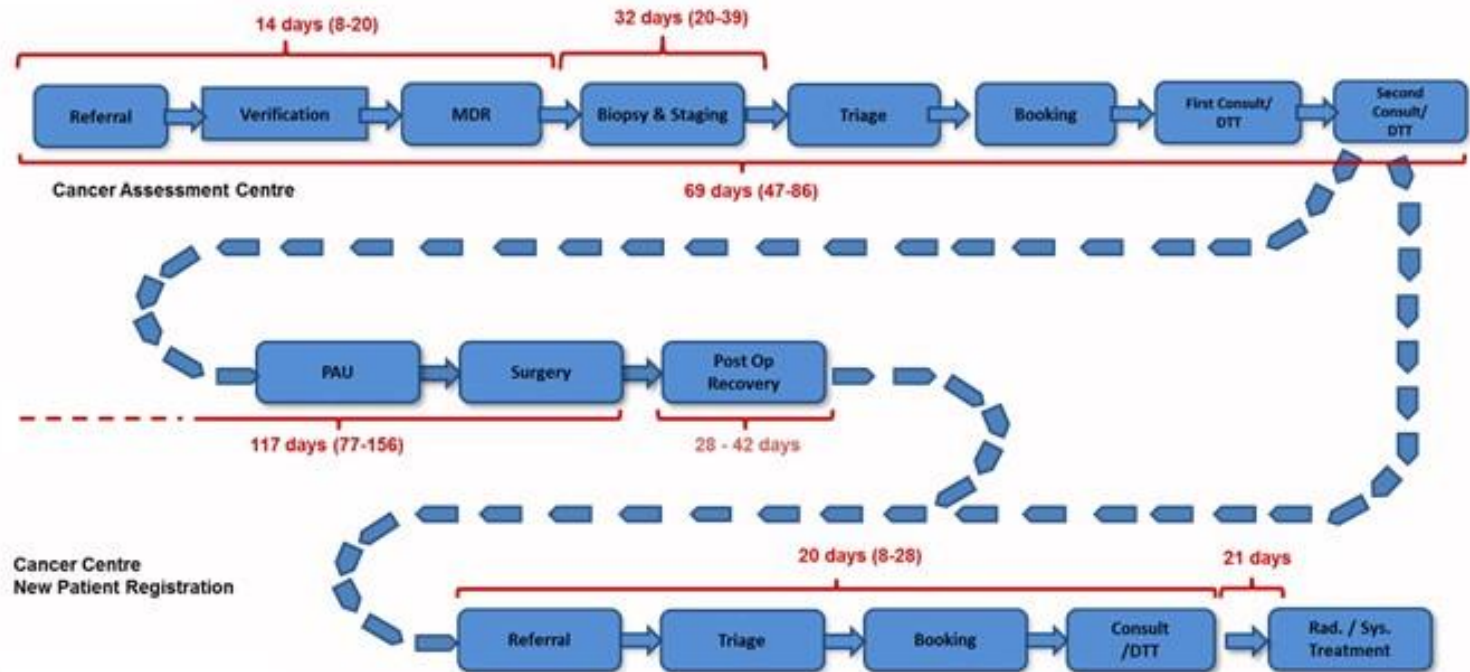 14 days (8-20)
32 days (20-39)
Referral
Verification
MDR
Biopsy & Staging
Triage
Booking
First Consult/
DTT
Second
Consult/
DTT
Cancer Assessment Centre
69 days (47-86)
PAU
Surgery
Post Op
Recovery
117 days (77-156)
28 - 42 days
Cancer Centre
New Patient Registration
20 days (8-28)
21 days
Referral
Triage
Booking
Consult
/DTT
Rad. / Sys.
Treatment